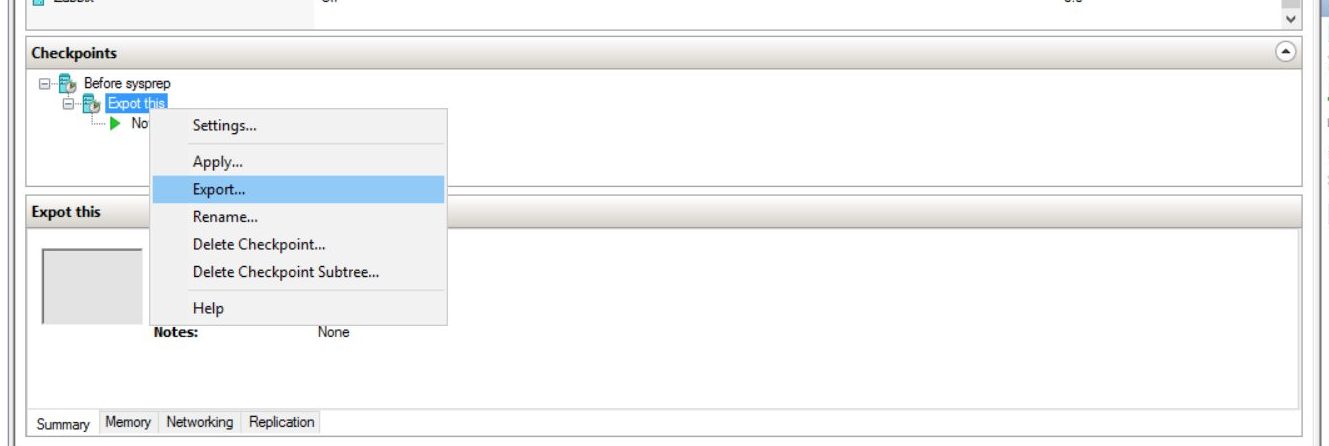 Checkpoints
Before sysprep
Expot this
No
Settings...
Apply...
Export...
Rename...
Delete Checkpoint...
Delete Checkpoint Subtree...
Help
Expot this
Notes: None
Summary Memory Networking Replication